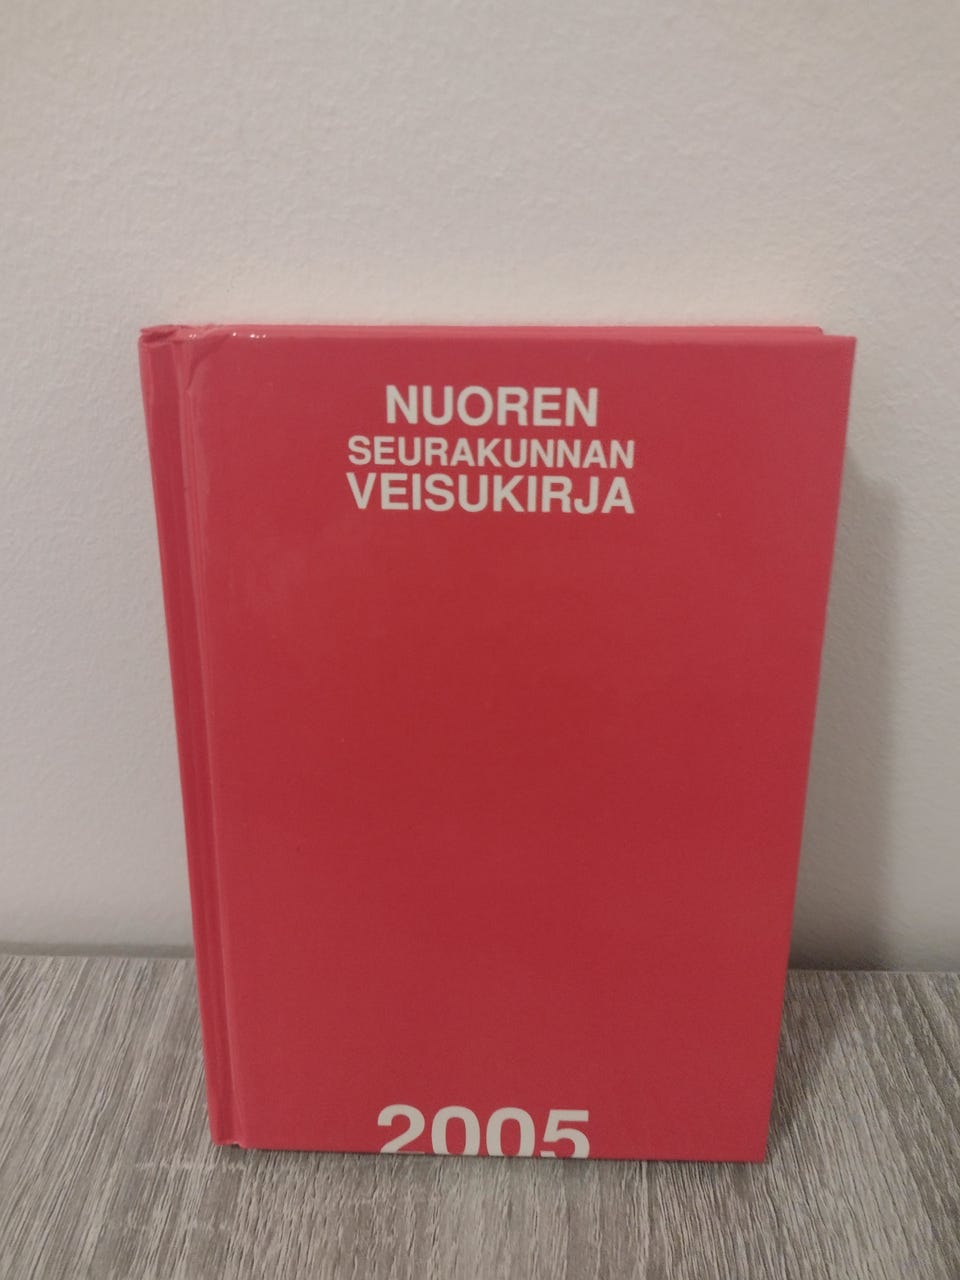 NUOREN
SEURAKUNNAN
VEISUKIRJA
2005